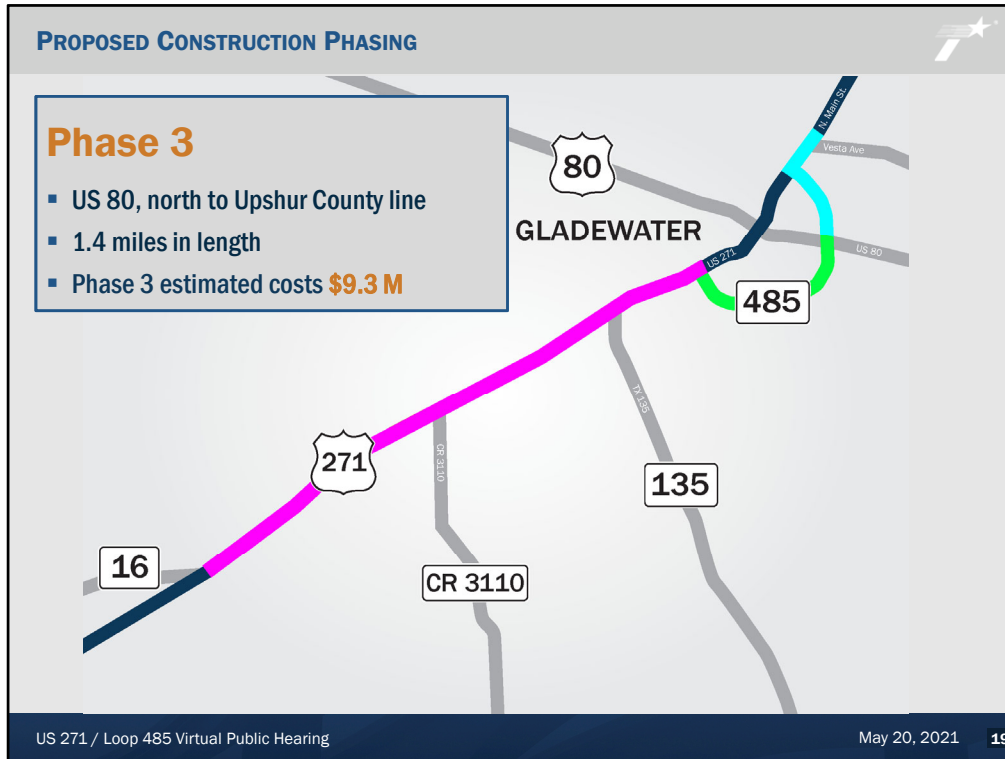 PROPOSED CONSTRUCTION PHASING
Phase 3
▪ US 80, north to Upshur County line
▪ 1.4 miles in length
▪ Phase 3 estimated costs $9.3 M
N. Main St.
Vesta Ave
80
GLADEWATER
US 271
US 80
485
TX 135
271
CR 3110
135
16
CR 3110
US 271 / Loop 485 Virtual Public Hearing
May 20, 2021
19